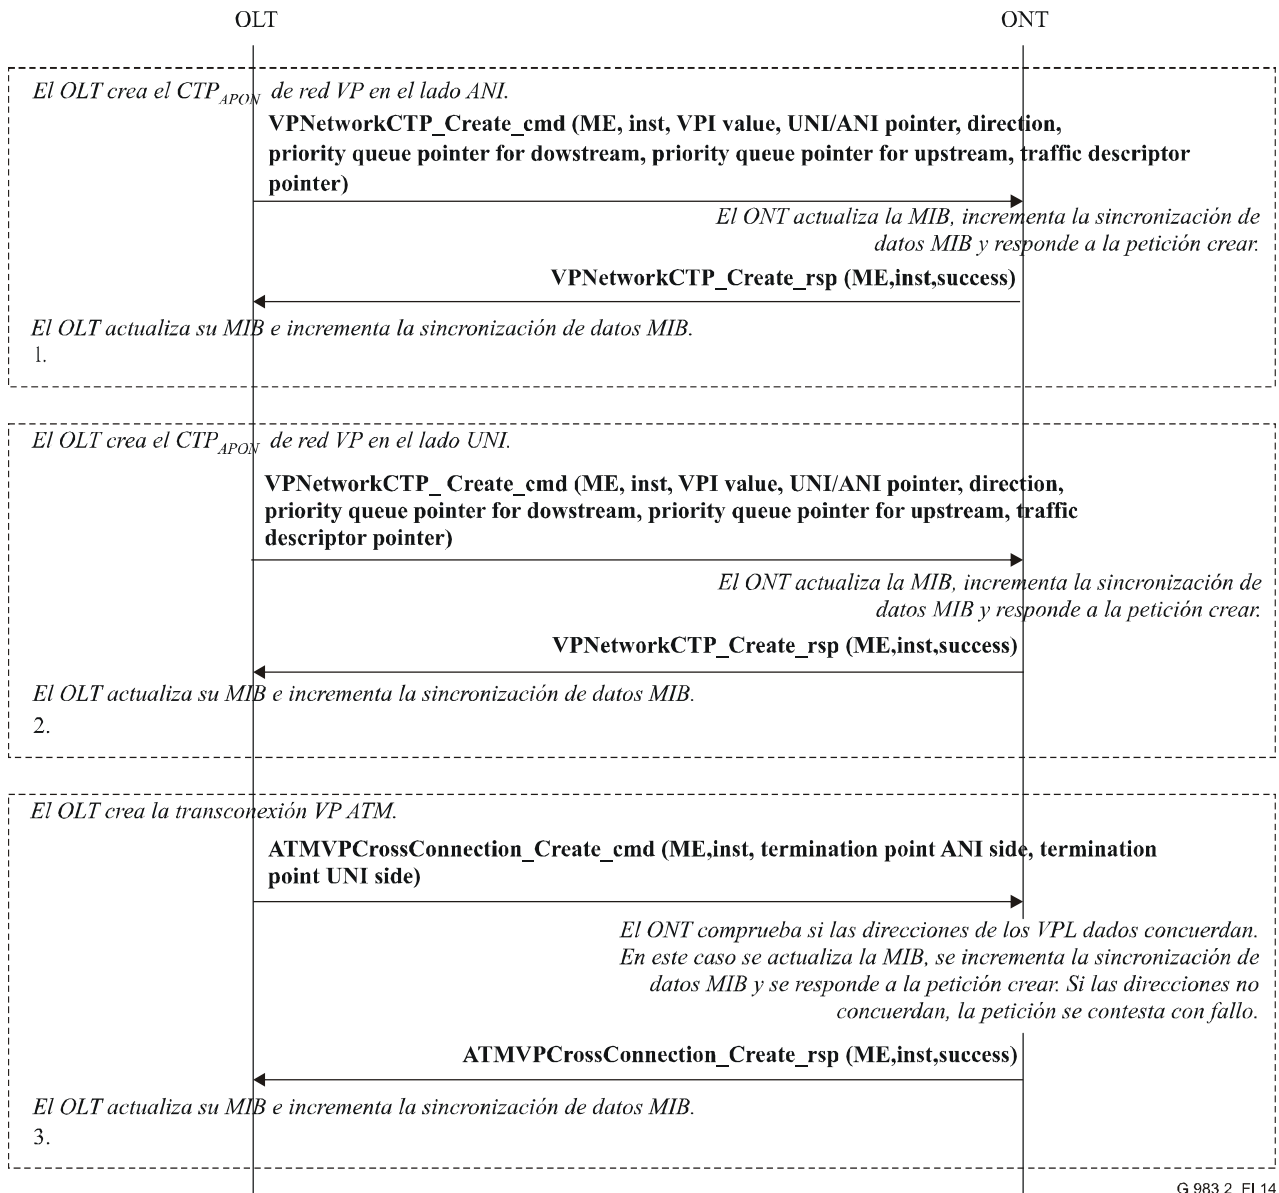 OLT ONT
El OLT crea el CTP_APON de red VP en el lado ANI.
VPNetworkCTP_Create_cmd (ME, inst, VPI value, UNI/ANI pointer, direction,
priority queue pointer for dowstream, priority queue pointer for upstream, traffic descriptor
pointer)
El ONT actualiza la MIB, incrementa la sincronización de
datos MIB y responde a la petición crear.
VPNetworkCTP_Create_rsp (ME,inst,success)
El OLT actualiza su MIB e incrementa la sincronización de datos MIB.
1.
El OLT crea el CTP_APON de red VP en el lado UNI.
VPNetworkCTP_ Create_cmd (ME, inst, VPI value, UNI/ANI pointer, direction,
priority queue pointer for dowstream, priority queue pointer for upstream, traffic
descriptor pointer)
El ONT actualiza la MIB, incrementa la sincronización de
datos MIB y responde a la petición crear.
VPNetworkCTP_Create_rsp (ME,inst,success)
El OLT actualiza su MIB e incrementa la sincronización de datos MIB.
2.
El OLT crea la transconexión VP ATM.
ATMVPCrossConnection_Create_cmd (ME,inst, termination point ANI side, termination
point UNI side)
El ONT comprueba si las direcciones de los VPL dados concuerdan.
En este caso se actualiza la MIB, se incrementa la sincronización de
datos MIB y se responde a la petición crear. Si las direcciones no
concuerdan, la petición se contesta con fallo.
ATMVPCrossConnection_Create_rsp (ME,inst,success)
El OLT actualiza su MIB e incrementa la sincronización de datos MIB.
3.
G.983.2_FI.14